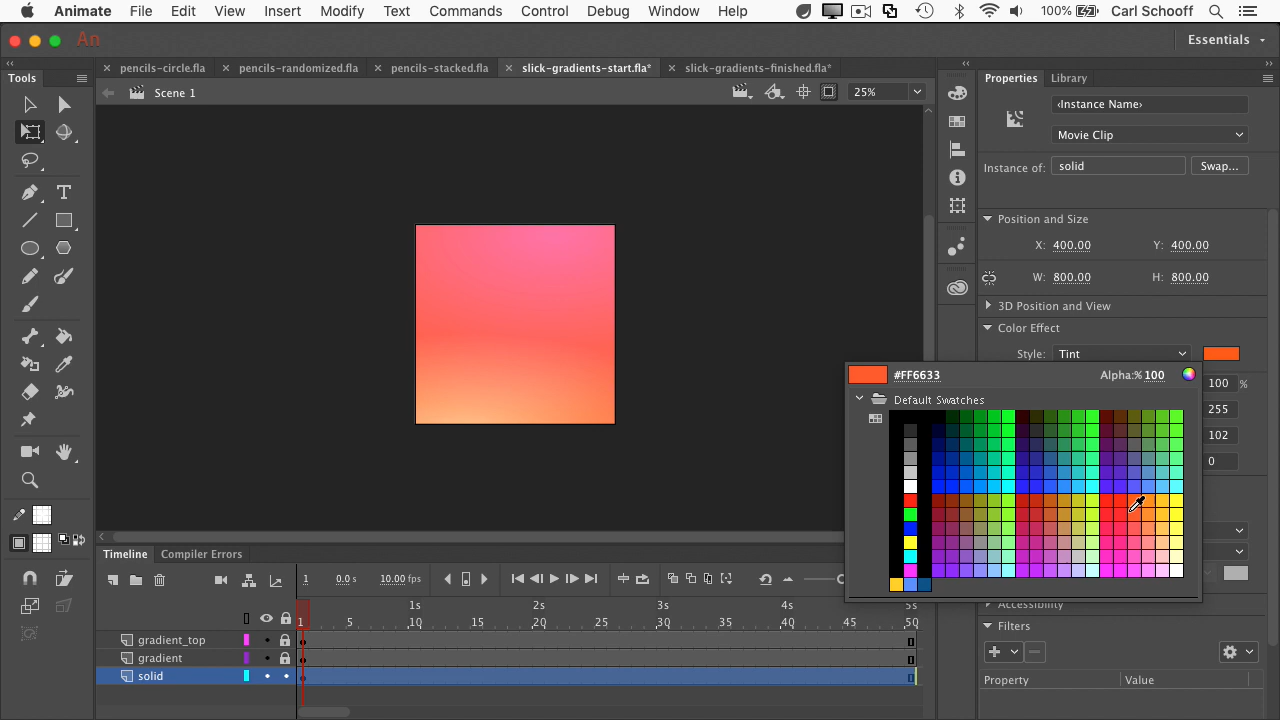 Animate File Edit View Insert Modify Text Commands Control Debug Window Help 100% Carl Schooff
An Essentials
Tools
pencils-circle.fla pencils-randomized.fla pencils-stacked.fla slick-gradients-start.fla* slick-gradients-finished.fla*
Scene 1 25%
Properties Library
‹Instance Name›
Movie Clip
Instance of: solid Swap...
Position and Size
X: 400.00 Y: 400.00
W: 800.00 H: 800.00
3D Position and View
Color Effect
Style: Tint
#FF6633 Alpha:% 100
100 %
Default Swatches
255
102
0
Accessibility
Filters
Property Value
Timeline Compiler Errors
1 0.0 s 10.00 fps
1s 2s 3s 4s 5s
1 5 10 15 20 25 30 35 40 45 50
gradient_top
gradient
solid